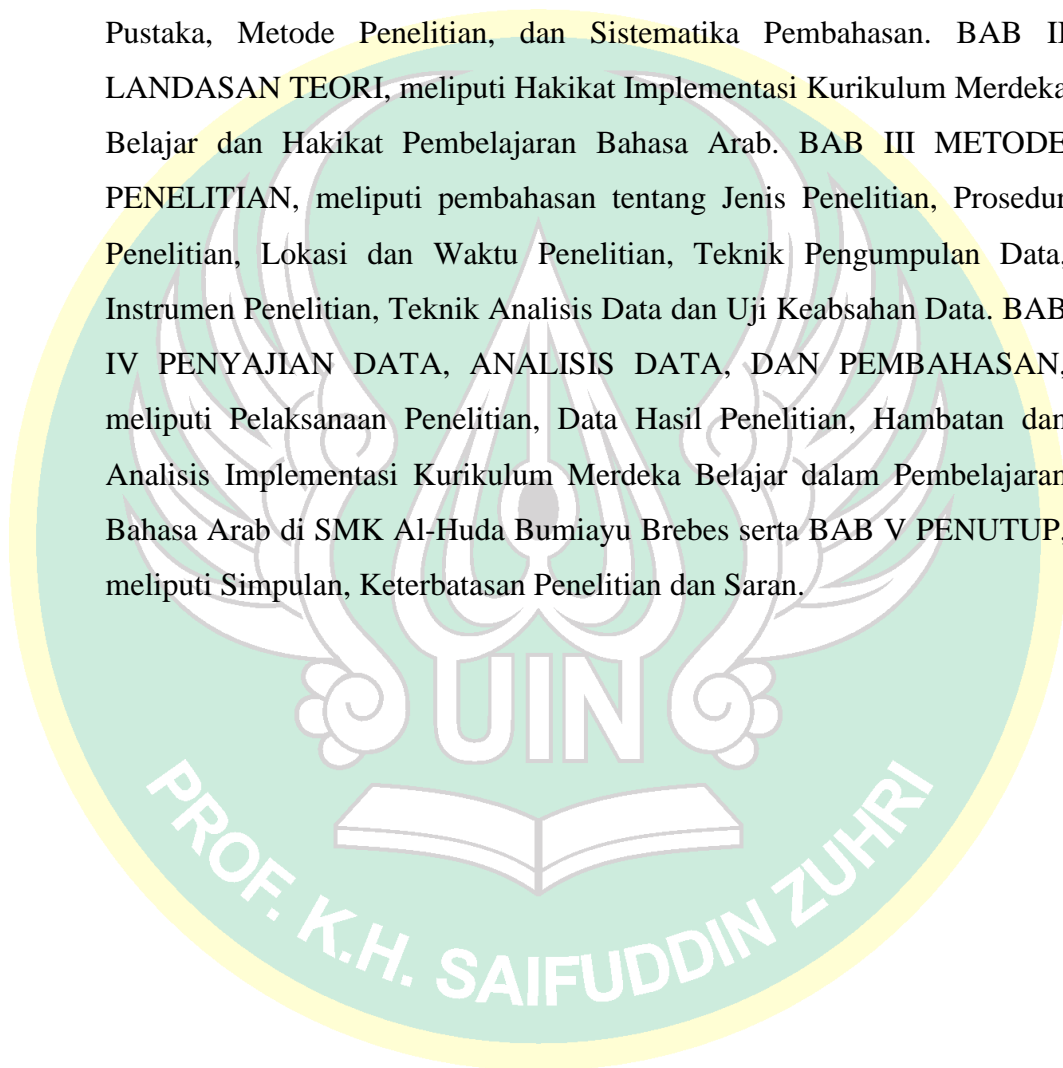 Pustaka, Metode Penelitian, dan Sistematika Pembahasan. BAB II
LANDASAN TEORI, meliputi Hakikat Implementasi Kurikulum Merdeka
Belajar dan Hakikat Pembelajaran Bahasa Arab. BAB III METODE
PENELITIAN, meliputi pembahasan tentang Jenis Penelitian, Prosedur
Penelitian, Lokasi dan Waktu Penelitian, Teknik Pengumpulan Data,
Instrumen Penelitian, Teknik Analisis Data dan Uji Keabsahan Data. BAB
IV PENYAJIAN DATA, ANALISIS DATA, DAN PEMBAHASAN,
meliputi Pelaksanaan Penelitian, Data Hasil Penelitian, Hambatan dan
Analisis Implementasi Kurikulum Merdeka Belajar dalam Pembelajaran
Bahasa Arab di SMK Al-Huda Bumiayu Brebes serta BAB V PENUTUP,
meliputi Simpulan, Keterbatasan Penelitian dan Saran.
UIN
PROF. K.H. SAIFUDDIN ZUHRI